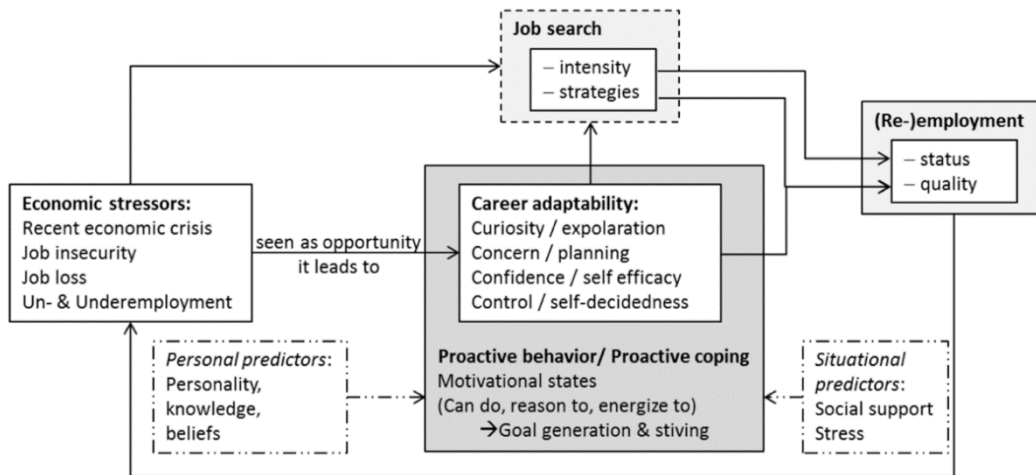 Job search
– intensity
– strategies
(Re-)employment
– status
– quality
Economic stressors:
Recent economic crisis
Job insecurity
Job loss
Un- & Underemployment
seen as opportunity
it leads to
Career adaptability:
Curiosity / expolaration
Concern / planning
Confidence / self efficacy
Control / self-decidedness
Proactive behavior/ Proactive coping
Motivational states
(Can do, reason to, energize to)
→Goal generation & stiving
Personal predictors:
Personality,
knowledge,
beliefs
Situational
predictors:
Social support
Stress